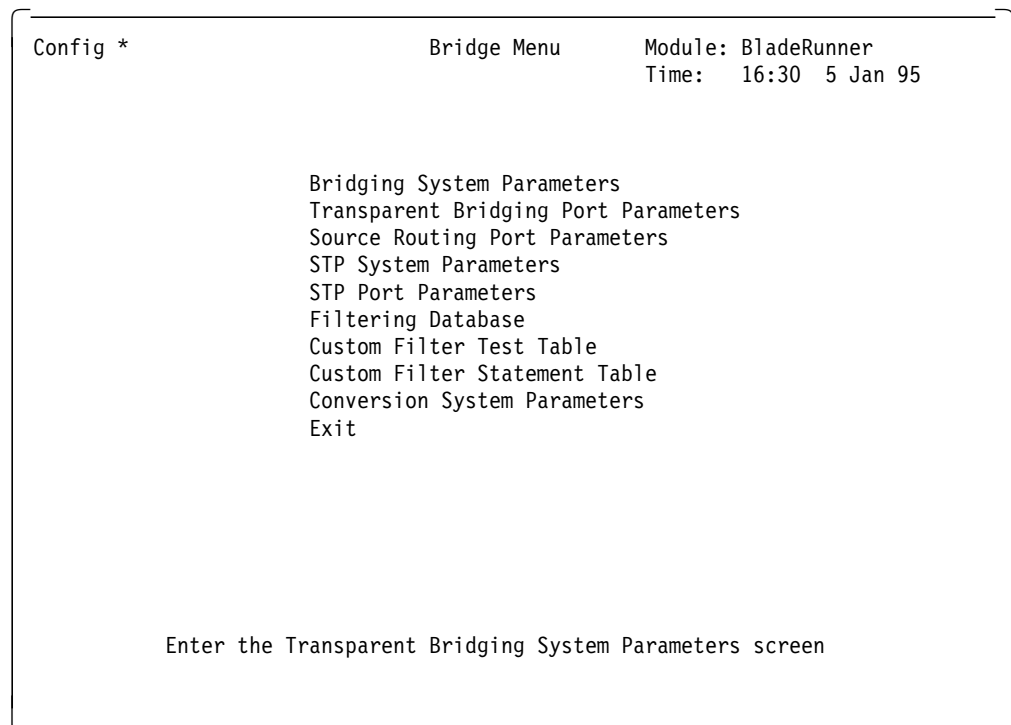 Config * Bridge Menu Module: BladeRunner
Time: 16:30 5 Jan 95
Bridging System Parameters
Transparent Bridging Port Parameters
Source Routing Port Parameters
STP System Parameters
STP Port Parameters
Filtering Database
Custom Filter Test Table
Custom Filter Statement Table
Conversion System Parameters
Exit
Enter the Transparent Bridging System Parameters screen